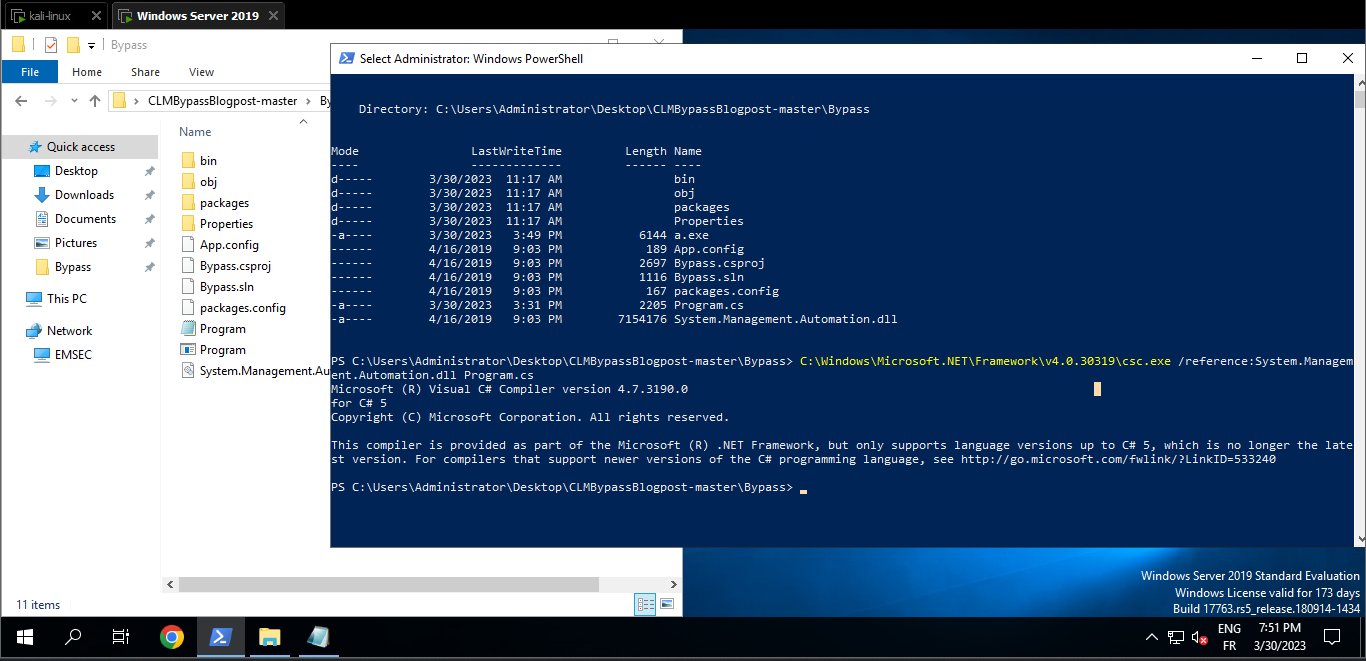 kali-linux
Windows Server 2019
Bypass
Select Administrator: Windows PowerShell
File Home Share View
CLMBypassBlogpost-master
By
Quick access
Desktop
Downloads
Documents
Pictures
Bypass
This PC
Network
EMSEC
Name
bin
obj
packages
Properties
App.config
Bypass.csproj
Bypass.sln
packages.config
Program
Program
System.Management.Au
Directory: C:\Users\Administrator\Desktop\CLMBypassBlogpost-master\Bypass
Mode LastWriteTime Length Name
---- ------------- ------ ----
d----- 3/30/2023 11:17 AM bin
d----- 3/30/2023 11:17 AM obj
d----- 3/30/2023 11:17 AM packages
d----- 3/30/2023 11:17 AM Properties
-a---- 3/30/2023 3:49 PM 6144 a.exe
------ 4/16/2019 9:03 PM 189 App.config
------ 4/16/2019 9:03 PM 2697 Bypass.csproj
------ 4/16/2019 9:03 PM 1116 Bypass.sln
------ 4/16/2019 9:03 PM 167 packages.config
-a---- 3/30/2023 3:31 PM 2205 Program.cs
-a---- 4/16/2019 9:03 PM 7154176 System.Management.Automation.dll
PS C:\Users\Administrator\Desktop\CLMBypassBlogpost-master\Bypass> C:\Windows\Microsoft.NET\Framework\v4.0.30319\csc.exe /reference:System.Managem
ent.Automation.dll Program.cs
Microsoft (R) Visual C# Compiler version 4.7.3190.0
for C# 5
Copyright (C) Microsoft Corporation. All rights reserved.
This compiler is provided as part of the Microsoft (R) .NET Framework, but only supports language versions up to C# 5, which is no longer the late
st version. For compilers that support newer versions of the C# programming language, see http://go.microsoft.com/fwlink/?LinkID=533240
PS C:\Users\Administrator\Desktop\CLMBypassBlogpost-master\Bypass>
11 items
Windows Server 2019 Standard Evaluation
Windows License valid for 173 days
Build 17763.rs5_release.180914-1434
ENG
FR
7:51 PM
3/30/2023